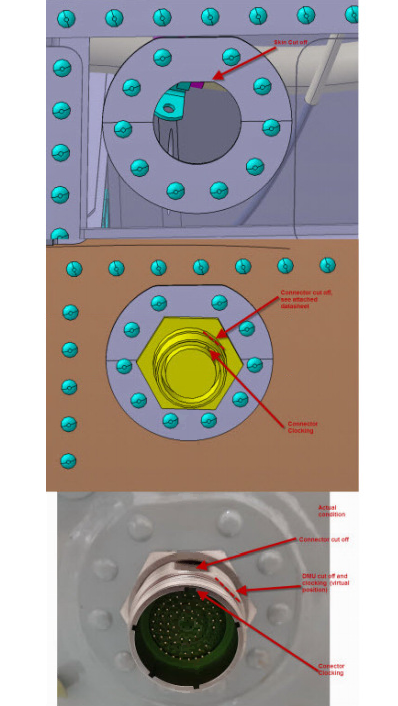 Skin Cut off
Connector cut off,
see attached
datasheet
Connector
Clocking
Actual
condition
Connector cut off
DMU cut off and
clocking (virtual
position)
Conector
Clocking